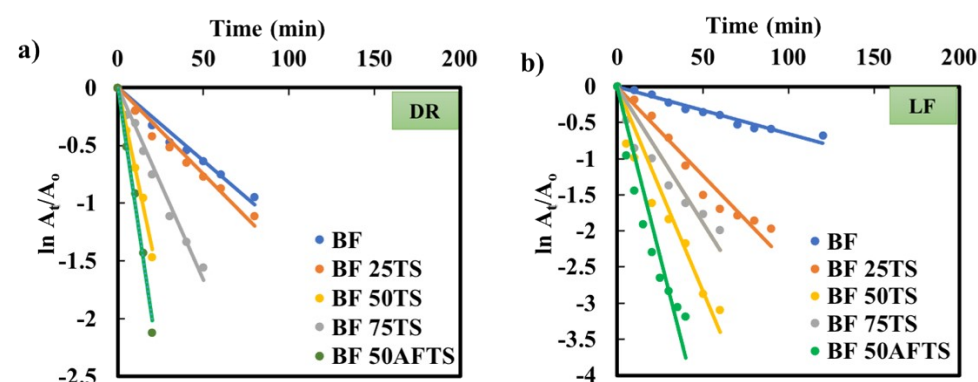 a)
Time (min)
0 50 100 150 200
0
-0.5
-1
-1.5
-2
-2.5
ln At/Ao
DR
BF
BF 25TS
BF 50TS
BF 75TS
BF 50AFTS
b)
Time (min)
0 50 100 150 200
0
-0.5
-1
-1.5
-2
-2.5
-3
-3.5
-4
ln At/Ao
LF
BF
BF 25TS
BF 50TS
BF 75TS
BF 50AFTS